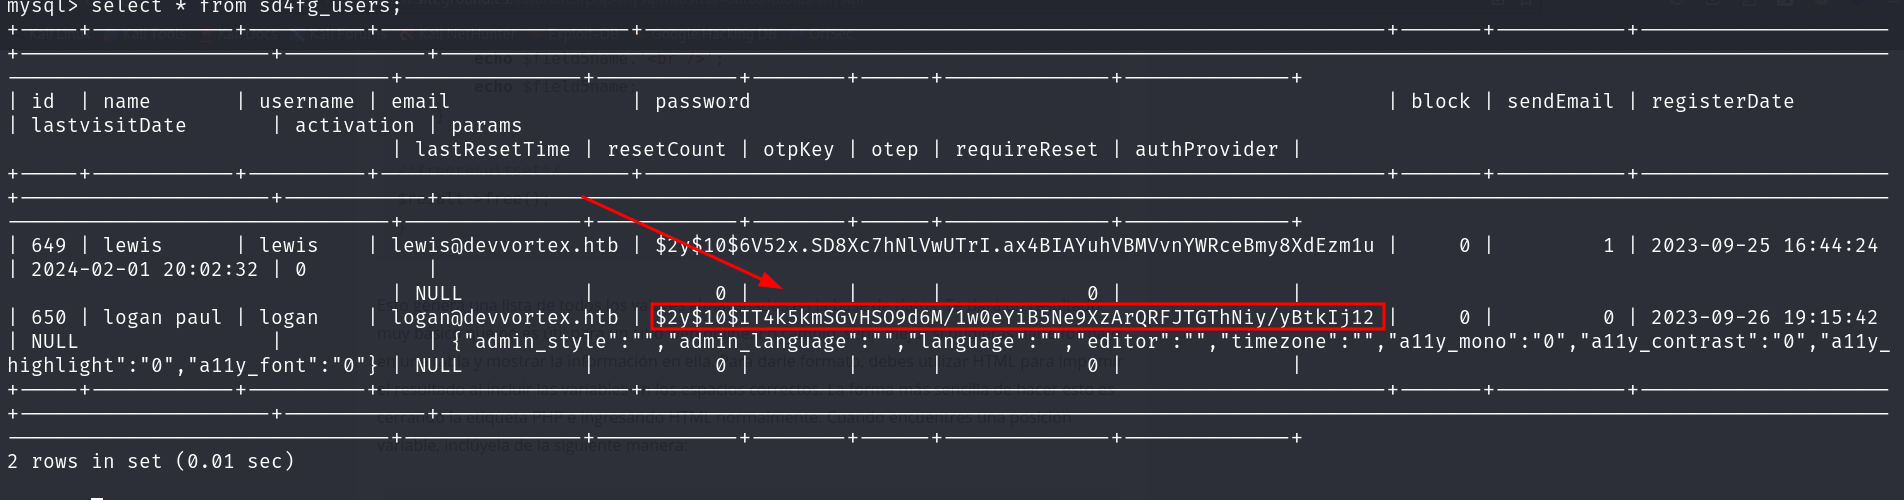 mysql> select * from sd4fg_users;
| id | name | username | email | password | block | sendEmail | registerDate
| lastvisitDate | activation | params
| lastResetTime | resetCount | otpKey | otep | requireReset | authProvider |
| 649 | lewis | lewis | lewis@devvortex.htb | $2y$10$6V52x.SD8Xc7hNlVwUTrI.ax4BIAYuhVBMVvnYWRceBmy8XdEzm1u | 0 | 1 | 2023-09-25 16:44:24
| 2024-02-01 20:02:32 | 0 |
| NULL | 0 | | | 0 | |
| 650 | logan paul | logan | logan@devvortex.htb | $2y$10$IT4k5kmSGvHSO9d6M/1w0eYiB5Ne9XzArQRFJTGThNiy/yBtkIj12 | 0 | 0 | 2023-09-26 19:15:42
| NULL | | {"admin_style":"","admin_language":"","language":"","editor":"","timezone":"","a11y_mono":"0","a11y_contrast":"0","a11y_
highlight":"0","a11y_font":"0"} | NULL | 0 | | | 0 | |
2 rows in set (0.01 sec)